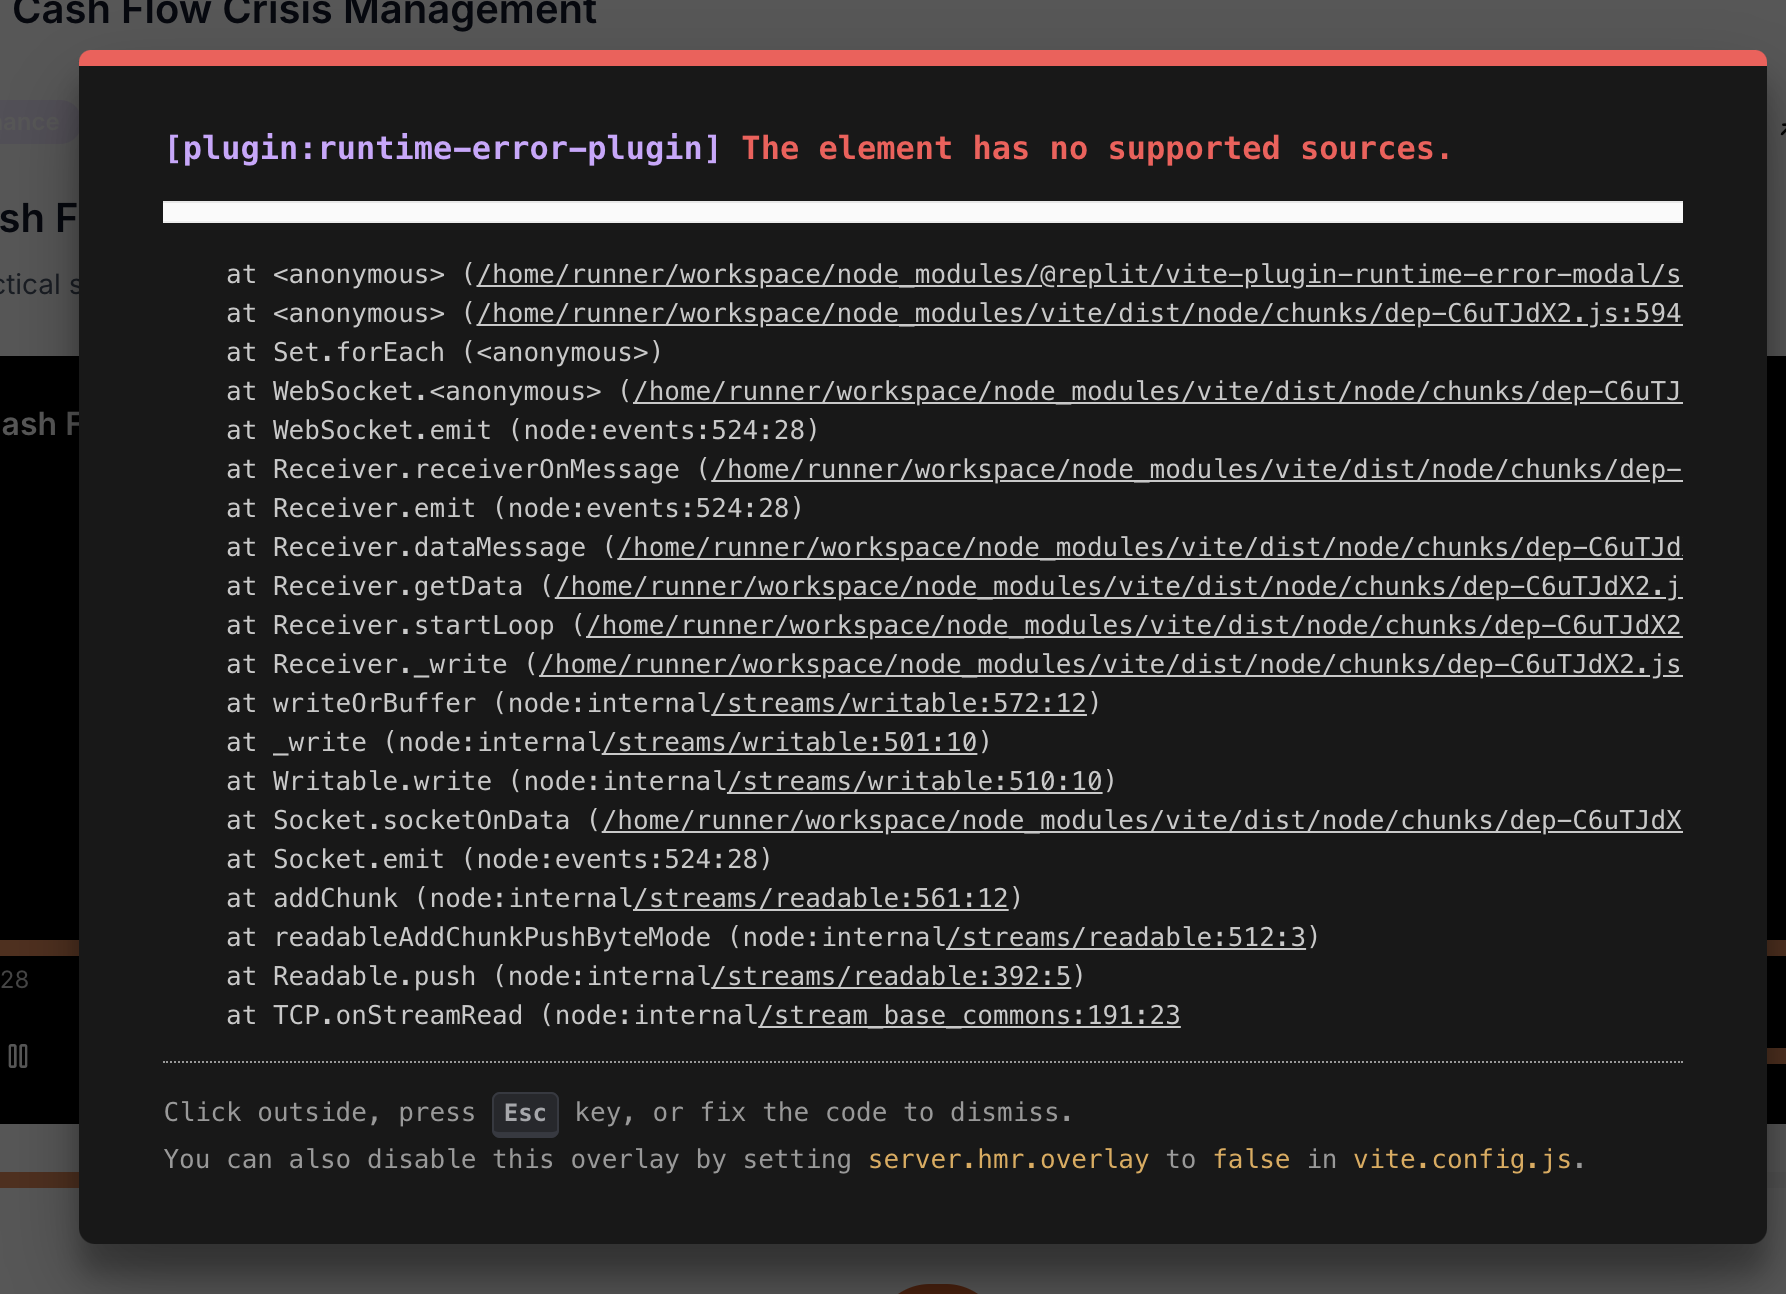 Cash Flow Crisis Management
ance
[plugin:runtime-error-plugin] The element has no supported sources.
sh F
ctical s
at <anonymous> (/home/runner/workspace/node_modules/@replit/vite-plugin-runtime-error-modal/s
at <anonymous> (/home/runner/workspace/node_modules/vite/dist/node/chunks/dep-C6uTJdX2.js:594
at Set.forEach (<anonymous>)
at WebSocket.<anonymous> (/home/runner/workspace/node_modules/vite/dist/node/chunks/dep-C6uTJ
ash F
at WebSocket.emit (node:events:524:28)
at Receiver.receiverOnMessage (/home/runner/workspace/node_modules/vite/dist/node/chunks/dep-
at Receiver.emit (node:events:524:28)
at Receiver.dataMessage (/home/runner/workspace/node_modules/vite/dist/node/chunks/dep-C6uTJd
at Receiver.getData (/home/runner/workspace/node_modules/vite/dist/node/chunks/dep-C6uTJdX2.j
at Receiver.startLoop (/home/runner/workspace/node_modules/vite/dist/node/chunks/dep-C6uTJdX2
at Receiver._write (/home/runner/workspace/node_modules/vite/dist/node/chunks/dep-C6uTJdX2.js
at writeOrBuffer (node:internal/streams/writable:572:12)
at _write (node:internal/streams/writable:501:10)
at Writable.write (node:internal/streams/writable:510:10)
at Socket.socketOnData (/home/runner/workspace/node_modules/vite/dist/node/chunks/dep-C6uTJdX
at Socket.emit (node:events:524:28)
at addChunk (node:internal/streams/readable:561:12)
at readableAddChunkPushByteMode (node:internal/streams/readable:512:3)
at Readable.push (node:internal/streams/readable:392:5)
28
at TCP.onStreamRead (node:internal/stream_base_commons:191:23
Click outside, press Esc key, or fix the code to dismiss.
You can also disable this overlay by setting server.hmr.overlay to false in vite.config.js.